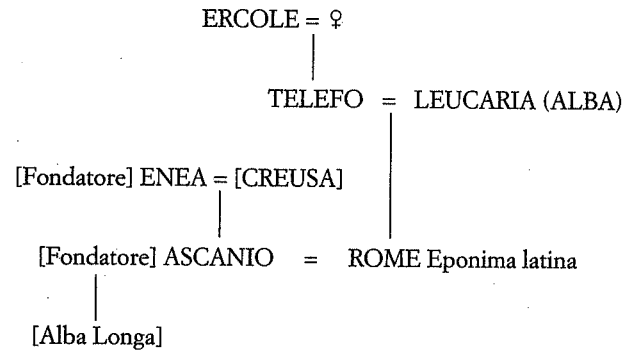 ERCOLE = ♀
TELEFO = LEUCARIA (ALBA)
[Fondatore] ENEA = [CREUSA]
[Fondatore] ASCANIO = ROME Eponima latina
[Alba Longa]